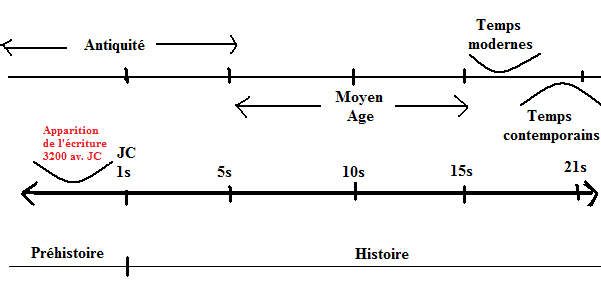 Temps
modernes
Antiquité
Moyen
Age
Temps
contemporains
Apparition
de l'écriture
3200 av. JC
JC
1s
5s
10s
15s
21s
Préhistoire
Histoire